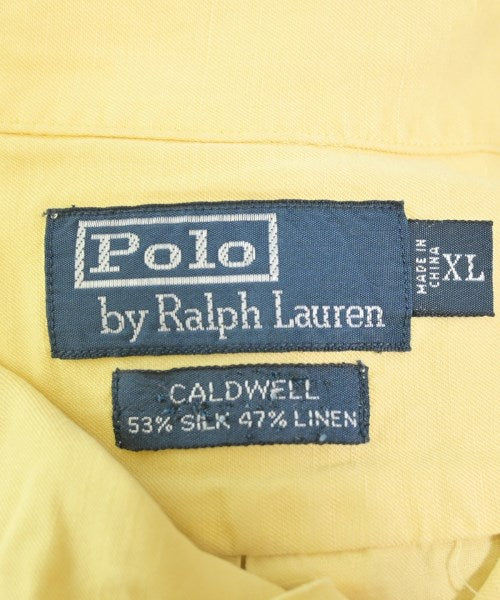 Polo
by Ralph Lauren
MADE IN
CHINA
XL
CALDWELL
53% SILK 47% LINEN